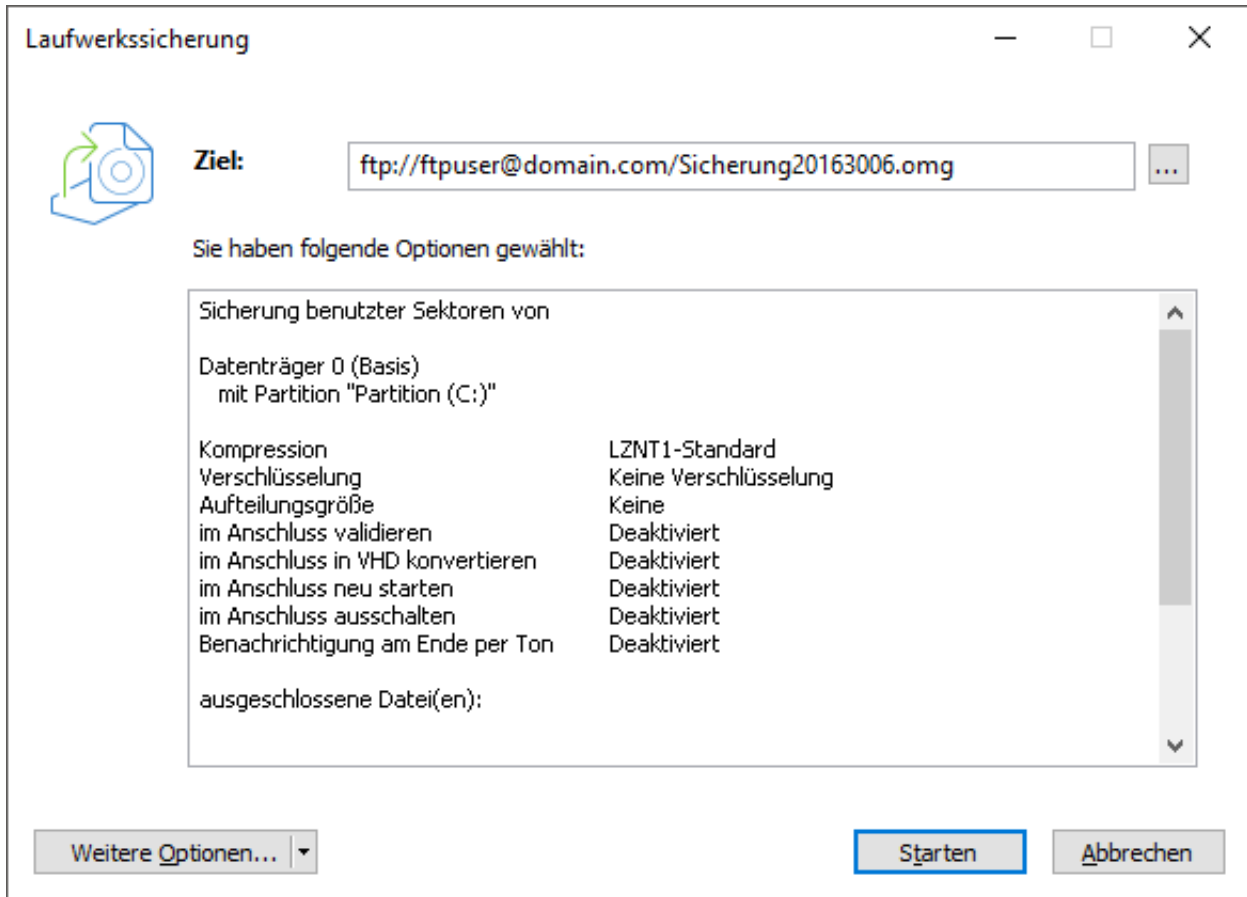 Laufwerkssicherung
Ziel: ftp://ftpuser@domain.com/Sicherung20163006.omg ...
Sie haben folgende Optionen gewählt:
Sicherung benutzter Sektoren von
Datenträger 0 (Basis)
mit Partition "Partition (C:)"
Kompression LZNT1-Standard
Verschlüsselung Keine Verschlüsselung
Aufteilungsgröße Keine
im Anschluss validieren Deaktiviert
im Anschluss in VHD konvertieren Deaktiviert
im Anschluss neu starten Deaktiviert
im Anschluss ausschalten Deaktiviert
Benachrichtigung am Ende per Ton Deaktiviert
ausgeschlossene Datei(en):
Weitere Optionen... Starten Abbrechen